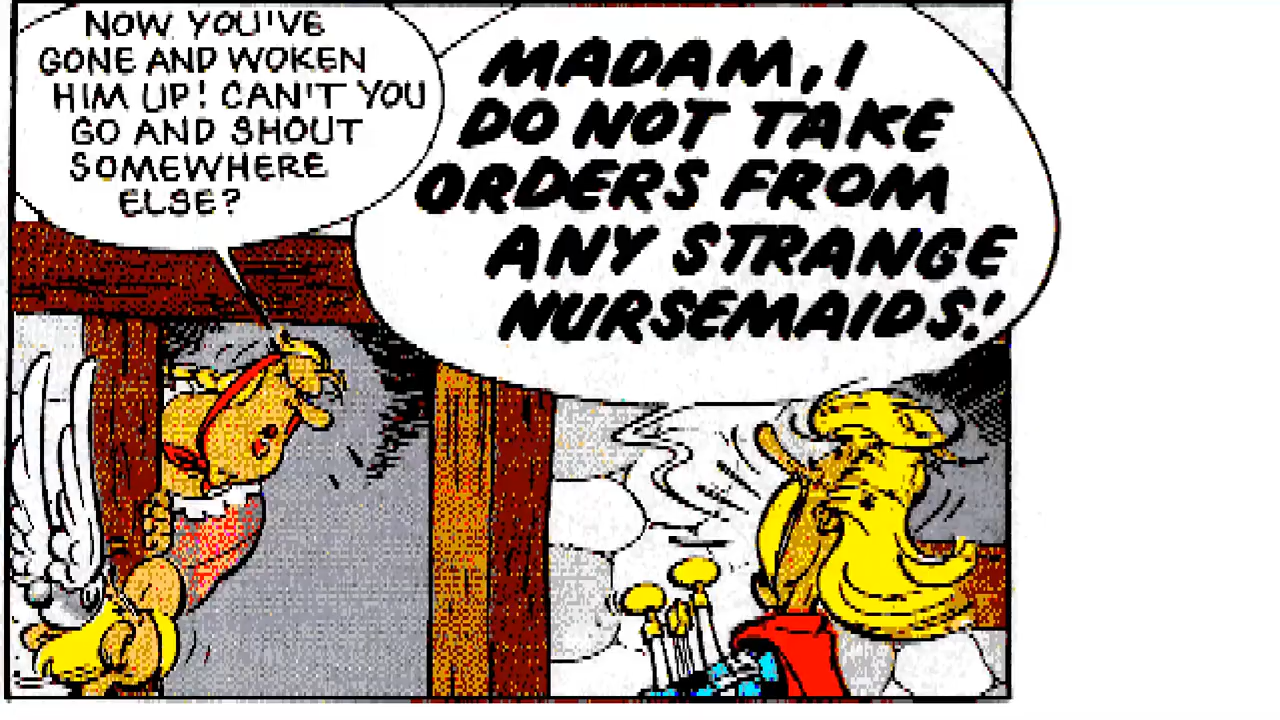 NOW YOU'VE
GONE AND WOKEN
HIM UP! CAN'T YOU
GO AND SHOUT
SOMEWHERE
ELSE?
MADAM, I
DO NOT TAKE
ORDERS FROM
ANY STRANGE
NURSEMAIDS!